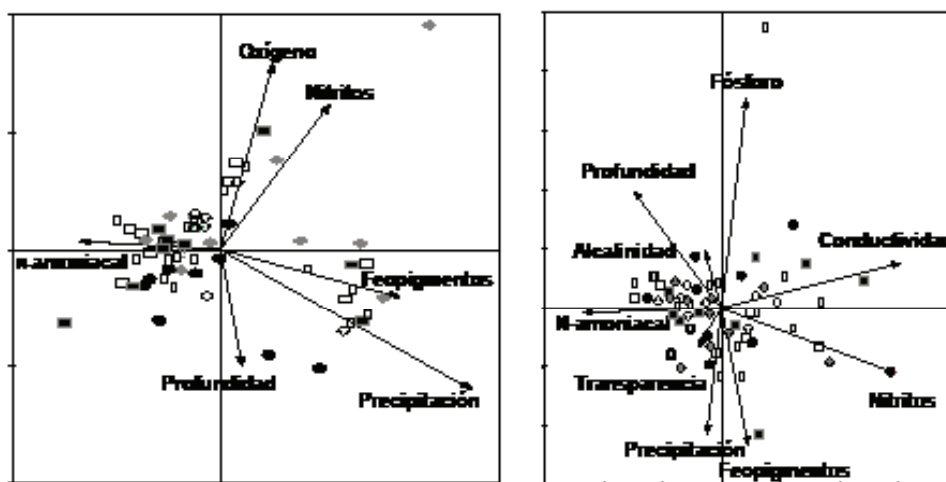 Oxígeno
Nitritos
n-amoniacal
Feopigmentos
Profundidad
Precipitación
Fósforo
Profundidad
Alcalinidad
Conductividad
N-amoniacal
Transparencia
Nitritos
Precipitación
Feopigmentos